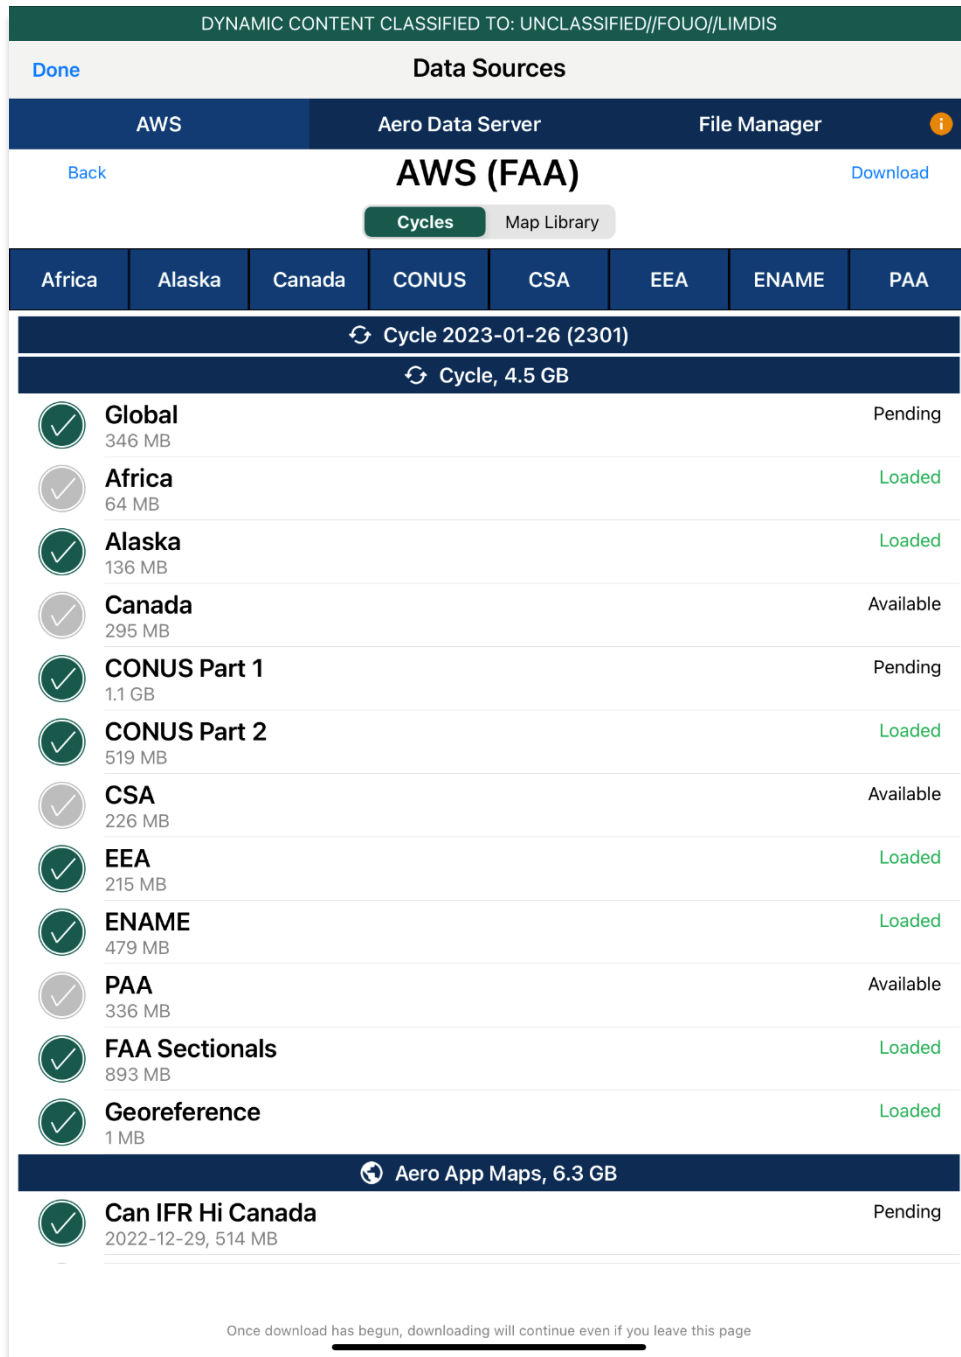 DYNAMIC CONTENT CLASSIFIED TO: UNCLASSIFIED//FOUO//LIMDIS
Done Data Sources
AWS Aero Data Server File Manager i
Back AWS (FAA) Download
Cycles Map Library
Africa Alaska Canada CONUS CSA EEA ENAME PAA
Cycle 2023-01-26 (2301)
Cycle, 4.5 GB
Global Pending
346 MB
Africa Loaded
64 MB
Alaska Loaded
136 MB
Canada Available
295 MB
CONUS Part 1 Pending
1.1 GB
CONUS Part 2 Loaded
519 MB
CSA Available
226 MB
EEA Loaded
215 MB
ENAME Loaded
479 MB
PAA Available
336 MB
FAA Sectionals Loaded
893 MB
Georeference Loaded
1 MB
Aero App Maps, 6.3 GB
Can IFR Hi Canada Pending
2022-12-29, 514 MB
Once download has begun, downloading will continue even if you leave this page